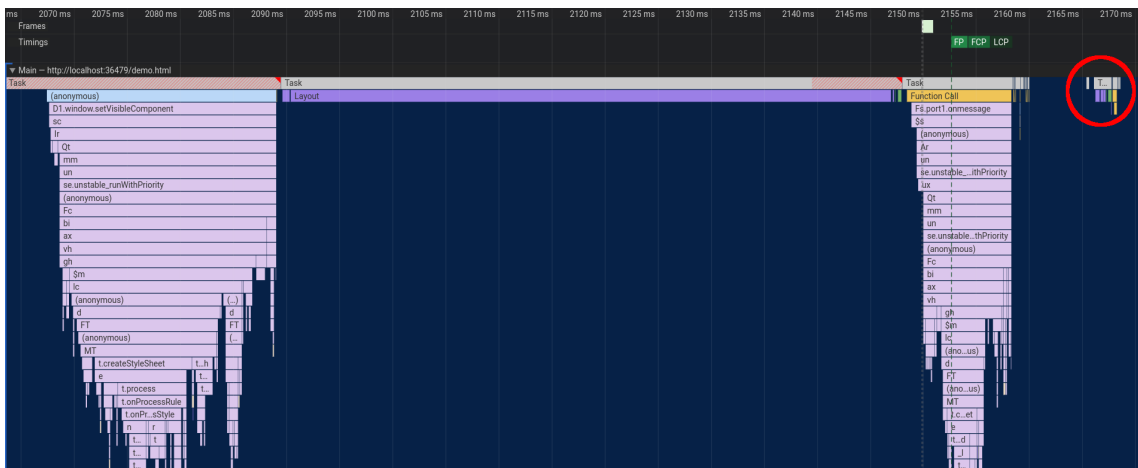 ms 2070 ms 2075 ms 2080 ms 2085 ms 2090 ms 2095 ms 2100 ms 2105 ms 2110 ms 2115 ms 2120 ms 2125 ms 2130 ms 2135 ms 2140 ms 2145 ms 2150 ms 2155 ms 2160 ms 2165 ms 2170 ms
Frames
Timings FP FCP LCP
▼ Main — http://localhost:36479/demo.html
Task Task Task T...
(anonymous) Layout Function Call
D1.window.setVisibleComponent Fs.port1.onmessage
sc $s
lr (anonymous)
Qt Ar
mm un
un se.unstable_...ithPriority
se.unstable_runWithPriority ux
(anonymous) Qt
Fc mm
bi un
ax se.unstable...thPriority
vh (anonymous)
gh Fc
$m bi
lc ax
(anonymous) (...) vh
d d gh
FT FT $m
(anonymous) (... lc
MT (ano...us)
t.createStyleSheet t...h d
e t... FT
t.process t... (ano...us)
t.onProcessRule MT
t.onPr...sStyle t.c...et
n r e
t... t t...d
t... _l
t... t...